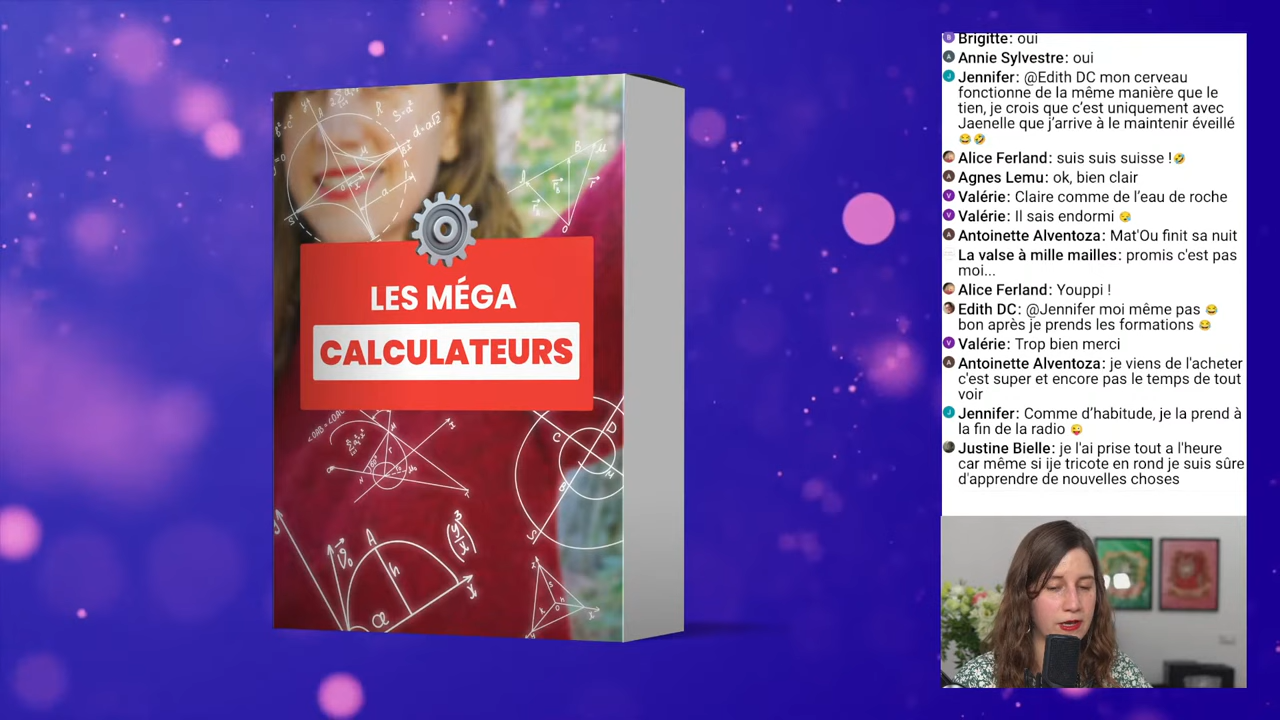 LES MÉGA
CALCULATEURS
Brigitte: oui
Annie Sylvestre: oui
Jennifer: @Edith DC mon cerveau
fonctionne de la même manière que le
tien, je crois que c’est uniquement avec
Jaenelle que j’arrive à le maintenir éveillé
😂🤣
Alice Ferland: suis suis suisse !🤣
Agnes Lemu: ok, bien clair
Valérie: Claire comme de l’eau de roche
Valérie: Il sais endormi 😪
Antoinette Alventoza: Mat'Ou finit sa nuit
La valse à mille mailles: promis c'est pas
moi...
Alice Ferland: Youppi !
Edith DC: @Jennifer moi même pas 😂
bon après je prends les formations 😂
Valérie: Trop bien merci
Antoinette Alventoza: je viens de l'acheter
c'est super et encore pas le temps de tout
voir
Jennifer: Comme d’habitude, je la prend à
la fin de la radio 😜
Justine Bielle: je l'ai prise tout a l'heure
car même si ije tricote en rond je suis sûre
d'apprendre de nouvelles choses